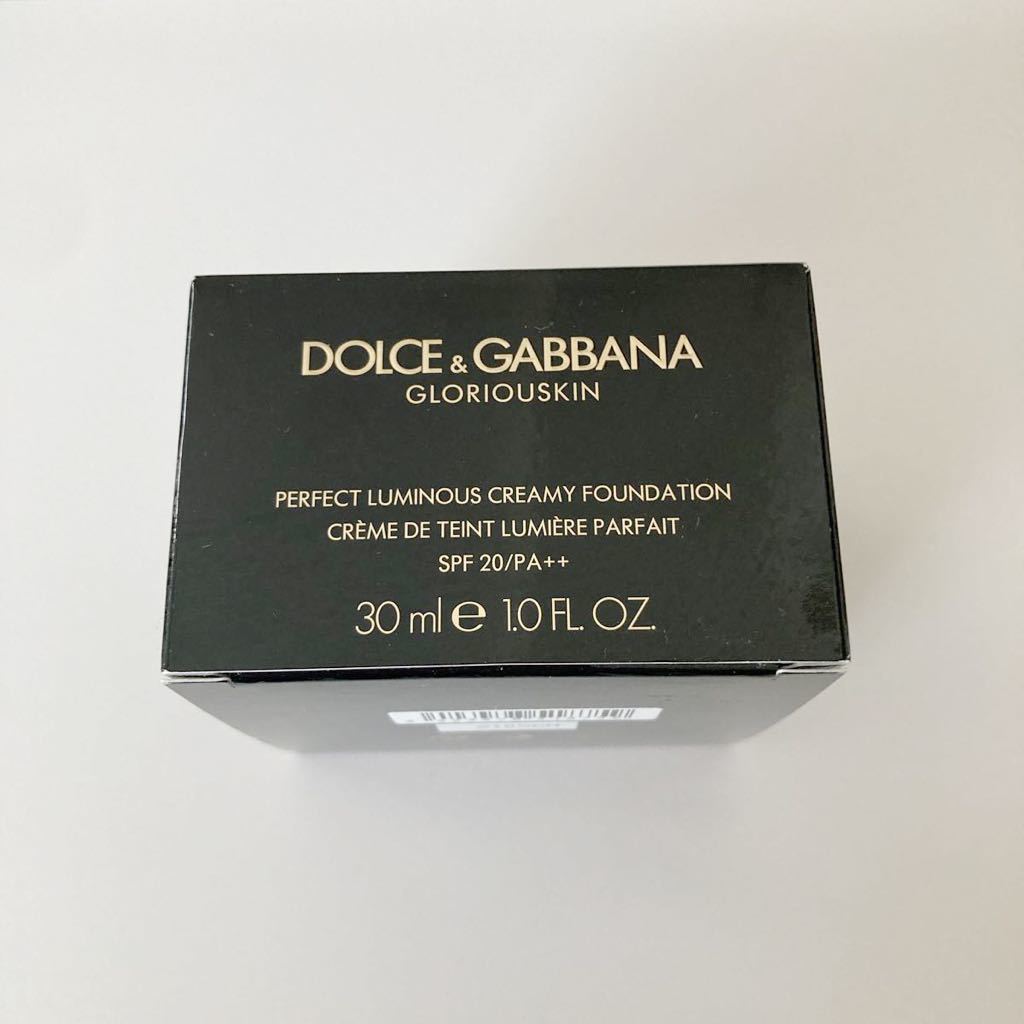 DOLCE & GABBANA
GLORIOUSKIN
PERFECT LUMINOUS CREAMY FOUNDATION
CRÈME DE TEINT LUMIÈRE PARFAIT
SPF 20/PA++
30 ml ℮ 1.0 FL. OZ.